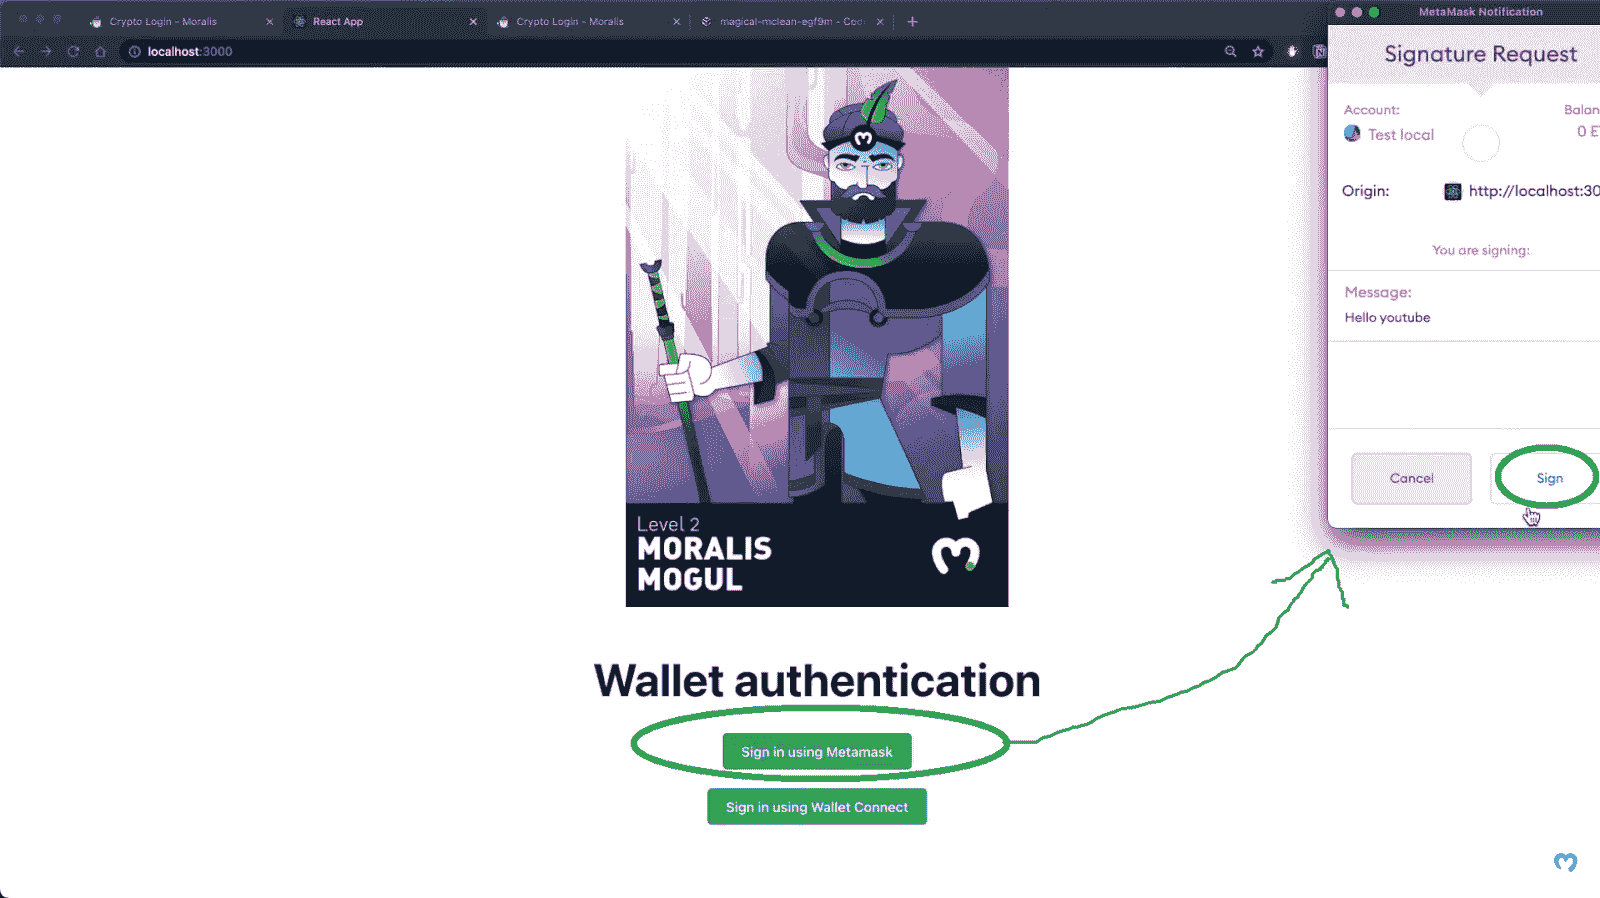 Crypto Login - Moralis
React App
Crypto Login - Moralis
magical-mclean-egf9m - Co
localhost:3000
MetaMask Notification
Signature Request
Account:
Balan
Test local
0 E
Origin:
http://localhost:30
You are signing:
Message:
Hello youtube
Cancel
Sign
Level 2
MORALIS
MOGUL
Wallet authentication
Sign in using Metamask
Sign in using Wallet Connect